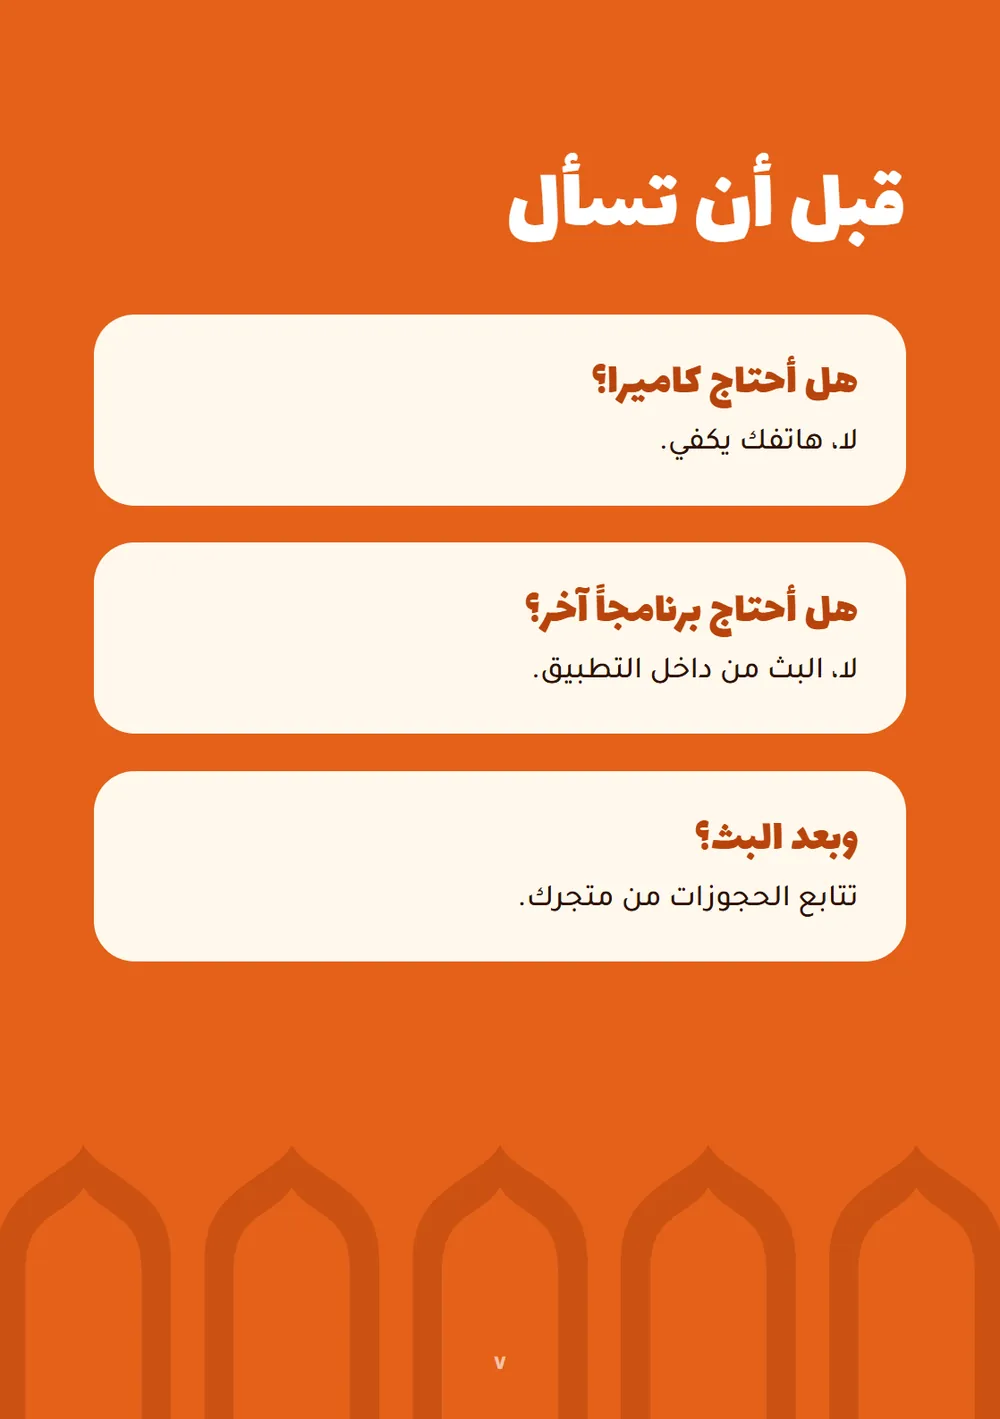 قبل أن تسأل
هل أحتاج كاميرا؟
لا، هاتفك يكفي.
هل أحتاج برنامجاً آخر؟
لا، البث من داخل التطبيق.
وبعد البث؟
تتابع الحجوزات من متجرك.
٧